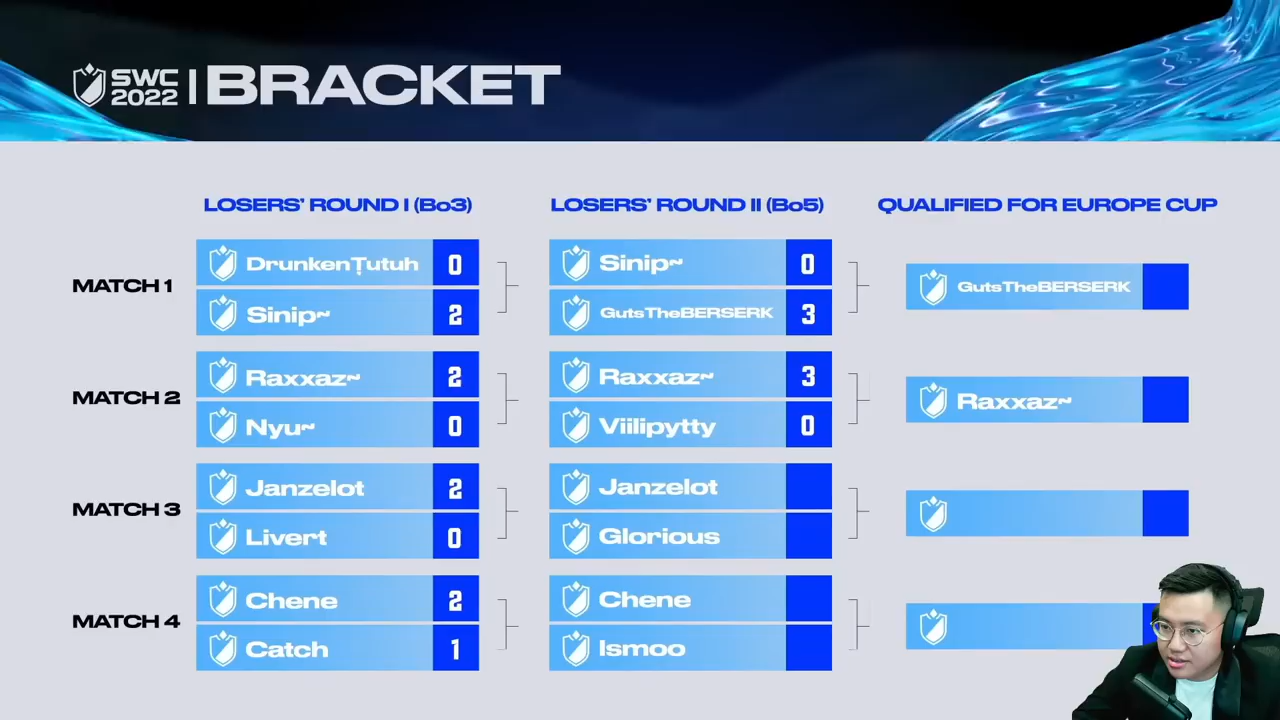 SWC 2022 | BRACKET
LOSERS' ROUND I (Bo3)
LOSERS' ROUND II (Bo5)
QUALIFIED FOR EUROPE CUP
MATCH 1
DrunkenṬutuh 0
Sinip~ 2
Sinip~ 0
GutsTheBERSERK 3
GutsTheBERSERK
MATCH 2
Raxxaz~ 2
Nyu~ 0
Raxxaz~ 3
Viilipytty 0
Raxxaz~
MATCH 3
Janzelot 2
Livert 0
Janzelot
Glorious
MATCH 4
Chene 2
Catch 1
Chene
Ismoo